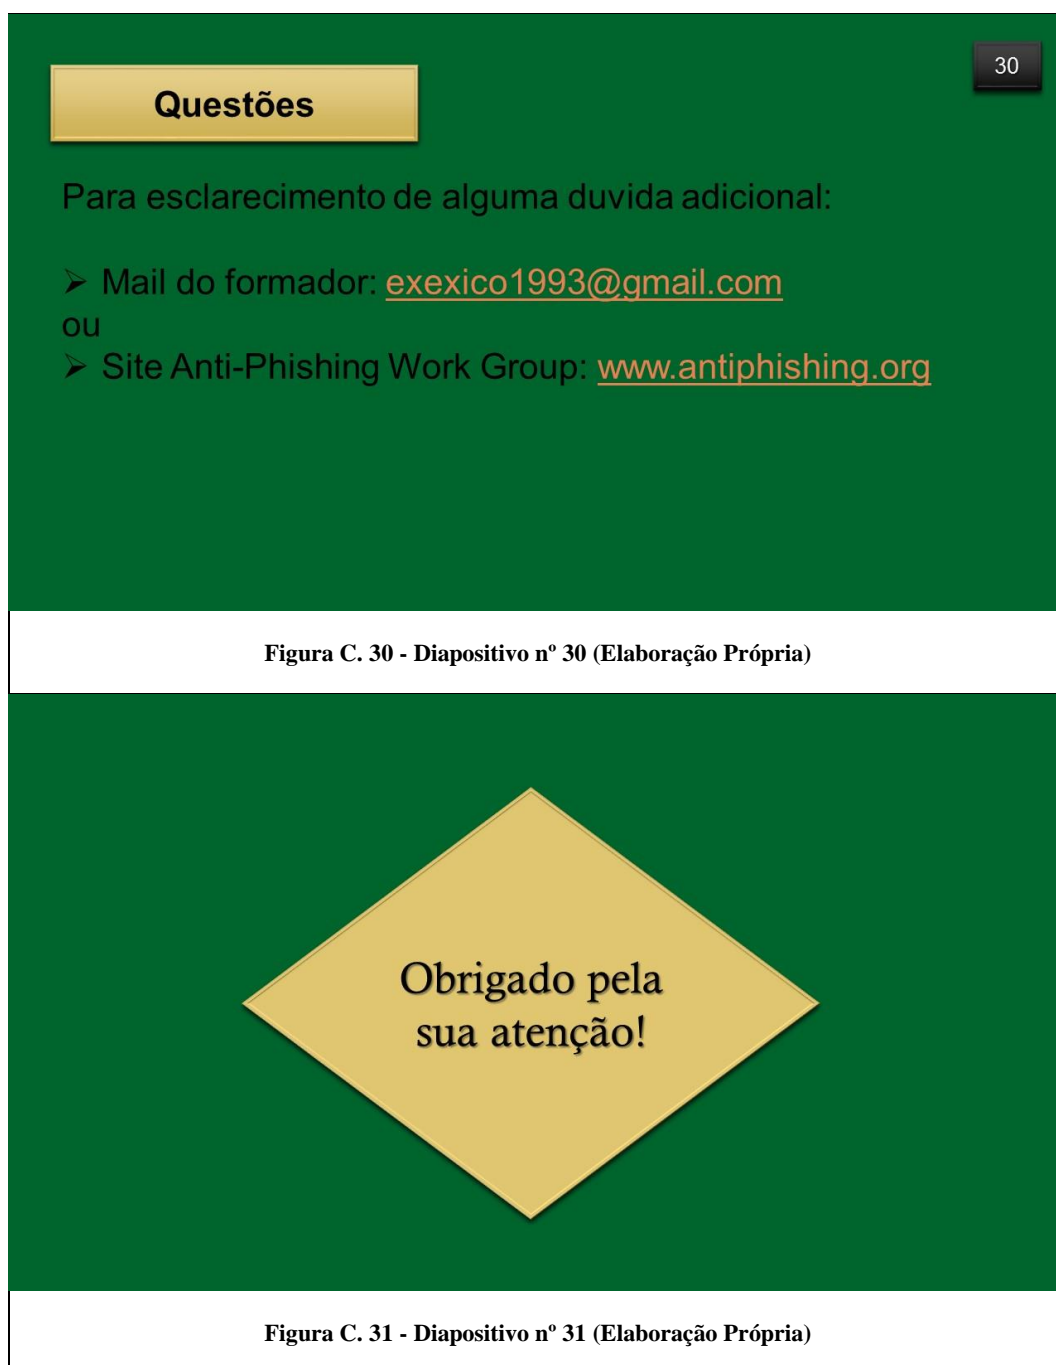 30
Questões
Para esclarecimento de alguma duvida adicional:
➢ Mail do formador: exexico1993@gmail.com
ou
➢ Site Anti-Phishing Work Group: www.antiphishing.org
Figura C. 30 - Diapositivo nº 30 (Elaboração Própria)
Obrigado pela
sua atenção!
Figura C. 31 - Diapositivo nº 31 (Elaboração Própria)